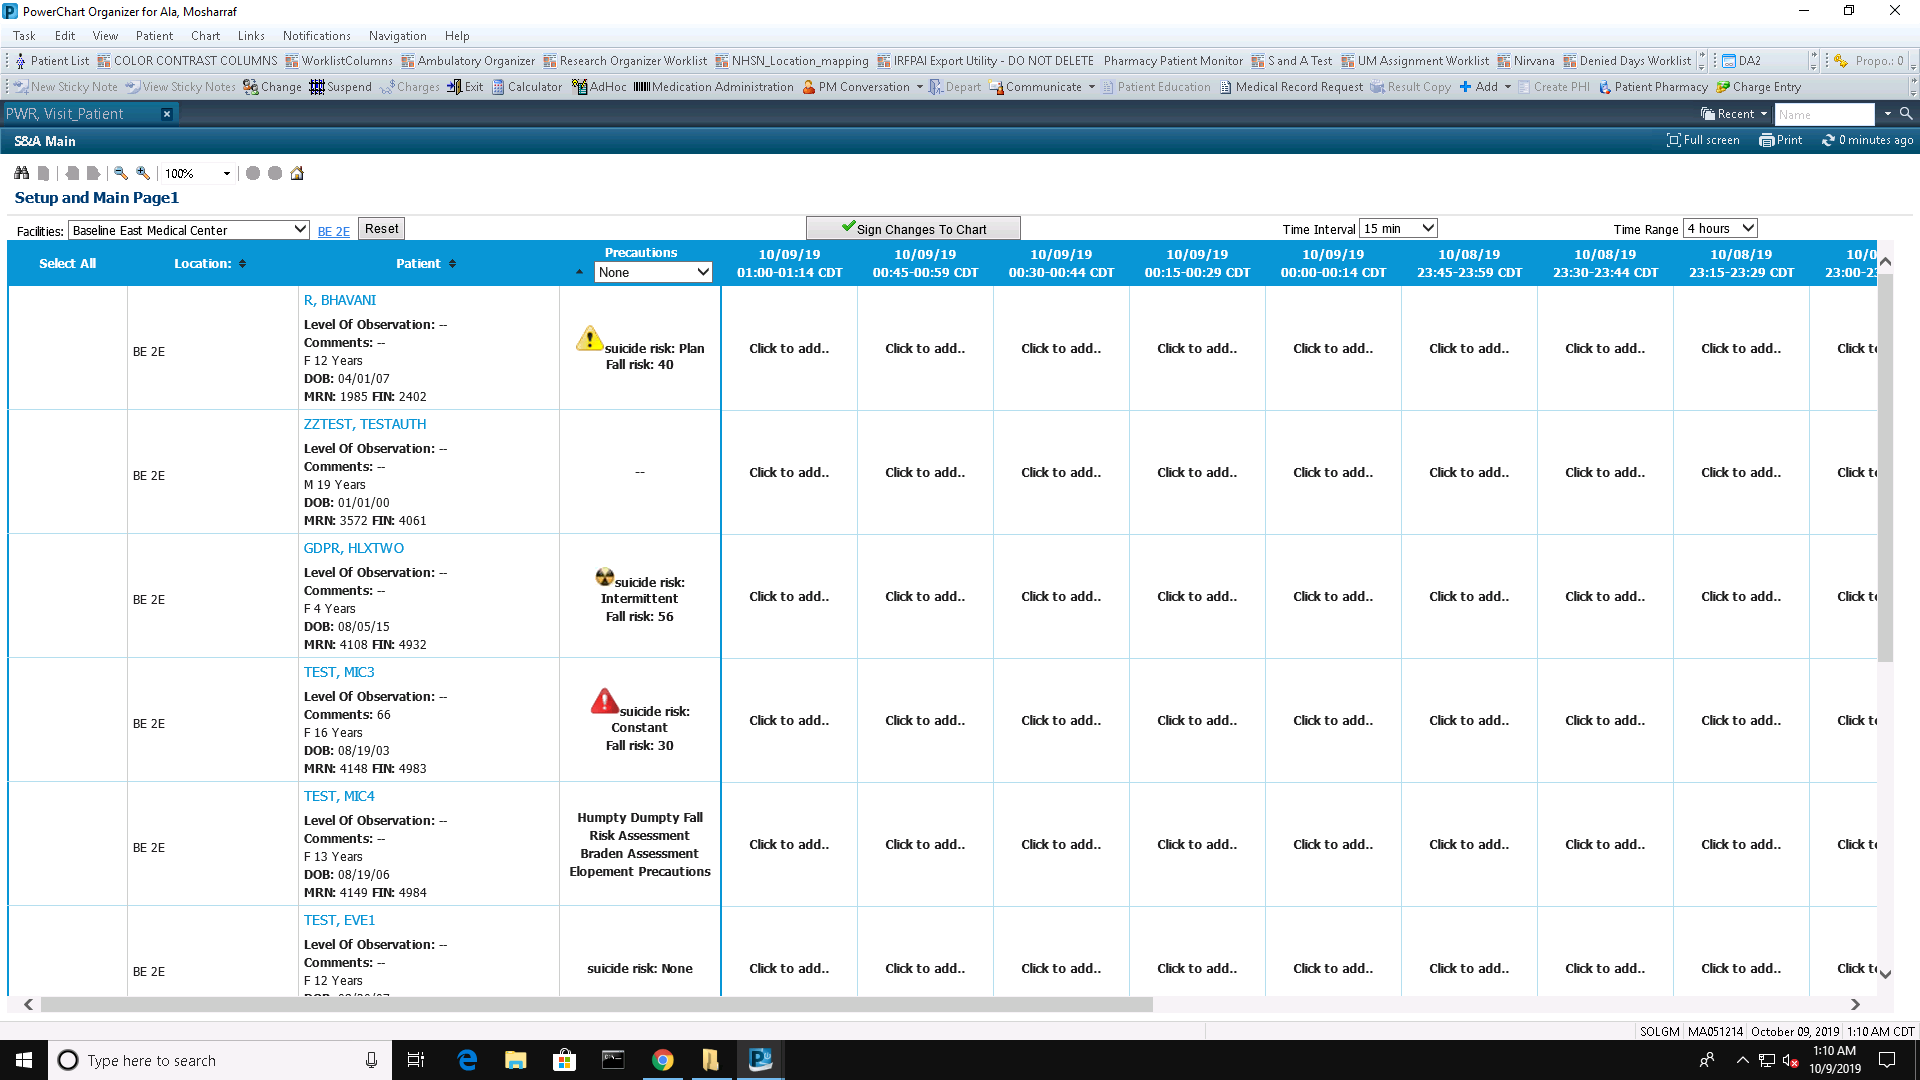 PowerChart Organizer for Ala, Mosharraf
Task Edit View Patient Chart Links Notifications Navigation Help
Patient List COLOR CONTRAST COLUMNS WorklistColumns Ambulatory Organizer Research Organizer Worklist NHSN_Location_mapping IRFPAI Export Utility - DO NOT DELETE Pharmacy Patient Monitor S and A Test UM Assignment Worklist Nirvana Denied Days Worklist DA2 Propo.: 0
New Sticky Note View Sticky Notes Change Suspend Charges Exit Calculator AdHoc Medication Administration PM Conversation Depart Communicate Patient Education Medical Record Request Result Copy Add Create PHI Patient Pharmacy Charge Entry
PWR, Visit_Patient Recent Name
S&A Main Full screen Print 0 minutes ago
100%
Setup and Main Page1
Facilities: Baseline East Medical Center BE 2E Reset Sign Changes To Chart Time Interval 15 min Time Range 4 hours
Select All Location: Patient Precautions None
10/09/19 10/09/19 10/09/19 10/09/19 10/09/19 10/08/19 10/08/19 10/08/19 10/0
01:00-01:14 CDT 00:45-00:59 CDT 00:30-00:44 CDT 00:15-00:29 CDT 00:00-00:14 CDT 23:45-23:59 CDT 23:30-23:44 CDT 23:15-23:29 CDT 23:00-2
R, BHAVANI
Level Of Observation: --
Comments: --
F 12 Years
DOB: 04/01/07
MRN: 1985 FIN: 2402
BE 2E
suicide risk: Plan
Fall risk: 40
Click to add.. Click to add.. Click to add.. Click to add.. Click to add.. Click to add.. Click to add.. Click to add.. Click t
ZZTEST, TESTAUTH
Level Of Observation: --
Comments: --
M 19 Years
DOB: 01/01/00
MRN: 3572 FIN: 4061
BE 2E
--
Click to add.. Click to add.. Click to add.. Click to add.. Click to add.. Click to add.. Click to add.. Click to add.. Click t
GDPR, HLXTWO
Level Of Observation: --
Comments: --
F 4 Years
DOB: 08/05/15
MRN: 4108 FIN: 4932
BE 2E
suicide risk:
Intermittent
Fall risk: 56
Click to add.. Click to add.. Click to add.. Click to add.. Click to add.. Click to add.. Click to add.. Click to add.. Click t
TEST, MIC3
Level Of Observation: --
Comments: 66
F 16 Years
DOB: 08/19/03
MRN: 4148 FIN: 4983
BE 2E
suicide risk:
Constant
Fall risk: 30
Click to add.. Click to add.. Click to add.. Click to add.. Click to add.. Click to add.. Click to add.. Click to add.. Click t
TEST, MIC4
Level Of Observation: --
Comments: --
F 13 Years
DOB: 08/19/06
MRN: 4149 FIN: 4984
BE 2E
Humpty Dumpty Fall
Risk Assessment
Braden Assessment
Elopement Precautions
Click to add.. Click to add.. Click to add.. Click to add.. Click to add.. Click to add.. Click to add.. Click to add.. Click t
TEST, EVE1
Level Of Observation: --
Comments: --
F 12 Years
BE 2E
suicide risk: None
Click to add.. Click to add.. Click to add.. Click to add.. Click to add.. Click to add.. Click to add.. Click to add.. Click t
SOLGM MA051214 October 09, 2019 1:10 AM CDT
Type here to search
1:10 AM
10/9/2019